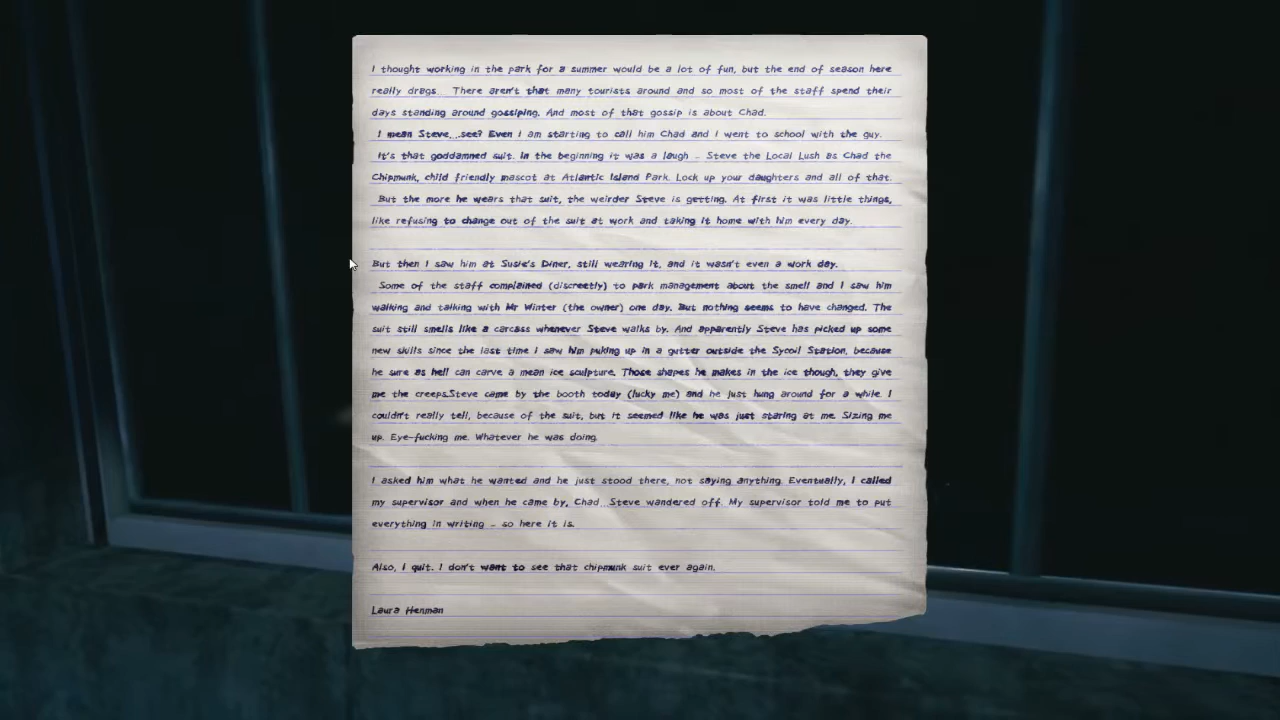 I thought working in the park for a summer would be a lot of fun, but the end of season here
really drags.. There aren't that many tourists around and so most of the staff spend their
days standing around gossiping. And most of that gossip is about Chad.
I mean Steve...see? Even I am starting to call him Chad and I went to school with the guy.
It's that goddamned suit. In the beginning it was a laugh - Steve the Local Lush as Chad the
Chipmunk, child friendly mascot at Atlantic Island Park. Lock up your daughters and all of that.
But the more he wears that suit, the weirder Steve is getting. At first it was little things,
like refusing to change out of the suit at work and taking it home with him every day.
But then I saw him at Susie's Diner, still wearing it, and it wasn't even a work day.
Some of the staff complained (discreetly) to park management about the smell and I saw him
walking and talking with Mr Winter (the owner) one day. But nothing seems to have changed. The
suit still smells like a carcass whenever Steve walks by. And apparently Steve has picked up some
new skills since the last time I saw him puking up in a gutter outside the Sycoil Station, because
he sure as hell can carve a mean ice sculpture. Those shapes he makes in the ice though, they give
me the creeps.Steve came by the booth today (lucky me) and he just hung around for a while. I
couldn't really tell, because of the suit, but it seemed like he was just staring at me. Sizing me
up. Eye-fucking me. Whatever he was doing.
I asked him what he wanted and he just stood there, not saying anything. Eventually, I called
my supervisor and when he came by, Chad...Steve wandered off. My supervisor told me to put
everything in writing - so here it is.
Also, I quit. I don't want to see that chipmunk suit ever again.
Laura Henman